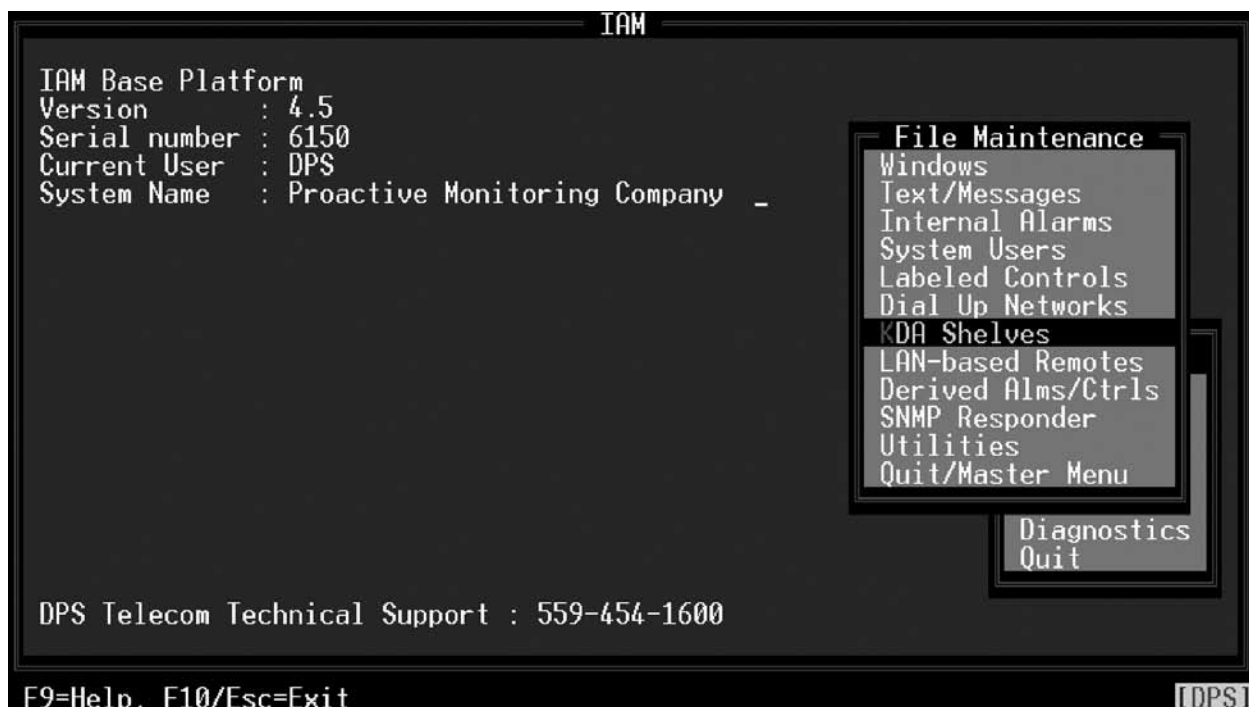 IAM
IAM Base Platform
Version : 4.5
Serial number : 6150
Current User : DPS
System Name : Proactive Monitoring Company _
File Maintenance
Windows
Text/Messages
Internal Alarms
System Users
Labeled Controls
Dial Up Networks
KDA Shelves
LAN-based Remotes
Derived Alms/Ctrls
SNMP Responder
Utilities
Quit/Master Menu
Diagnostics
Quit
DPS Telecom Technical Support : 559-454-1600
F9=Help, F10/Esc=Exit
[DPS]